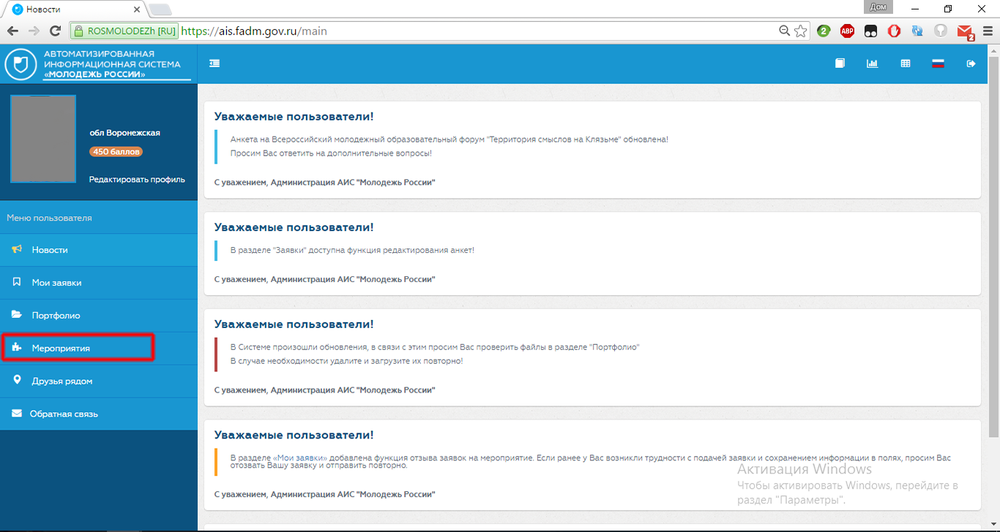 Новости
Дом
ROSMOLODEZh [RU]
https://ais.fadm.gov.ru/main
2
ABP
2
АВТОМАТИЗИРОВАННАЯ
ИНФОРМАЦИОННАЯ СИСТЕМА
«МОЛОДЕЖЬ РОССИИ»
обл Воронежская
450 баллов
Редактировать профиль
Меню пользователя
Новости
Мои заявки
Портфолио
Мероприятия
Друзья рядом
Обратная связь
Уважаемые пользователи!
Анкета на Всероссийский молодежный образовательный форум "Территория смыслов на Клязьме" обновлена!
Просим Вас ответить на дополнительные вопросы!
С уважением, Администрация АИС "Молодежь России"
Уважаемые пользователи!
В разделе "Заявки" доступна функция редактирования анкет!
С уважением, Администрация АИС "Молодежь России"
Уважаемые пользователи!
В Системе произошли обновления, в связи с этим просим Вас проверить файлы в разделе "Портфолио"
В случае необходимости удалите и загрузите их повторно!
С уважением, Администрация АИС "Молодежь России"
Уважаемые пользователи!
В разделе «Мои заявки» добавлена функция отзыва заявок на мероприятие. Если ранее у Вас возникли трудности с подачей заявки и сохранением информации в полях, просим Вас
отозвать Вашу заявку и отправить повторно.
С уважением, Администрация АИС "Молодежь России"
Активация Windows
Чтобы активировать Windows, перейдите в
раздел "Параметры".